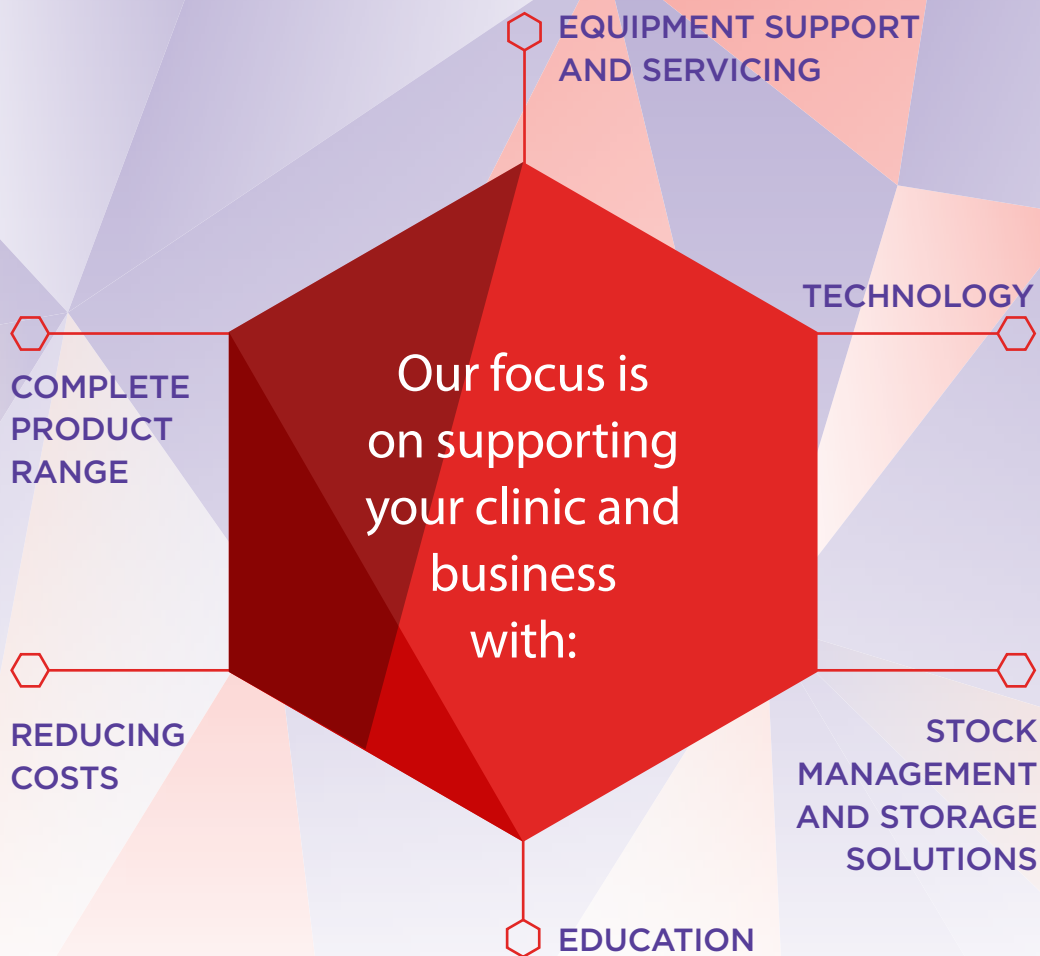 EQUIPMENT SUPPORT
AND SERVICING
TECHNOLOGY
COMPLETE
PRODUCT
RANGE
Our focus is
on supporting
your clinic and
business
with:
REDUCING
COSTS
STOCK
MANAGEMENT
AND STORAGE
SOLUTIONS
EDUCATION